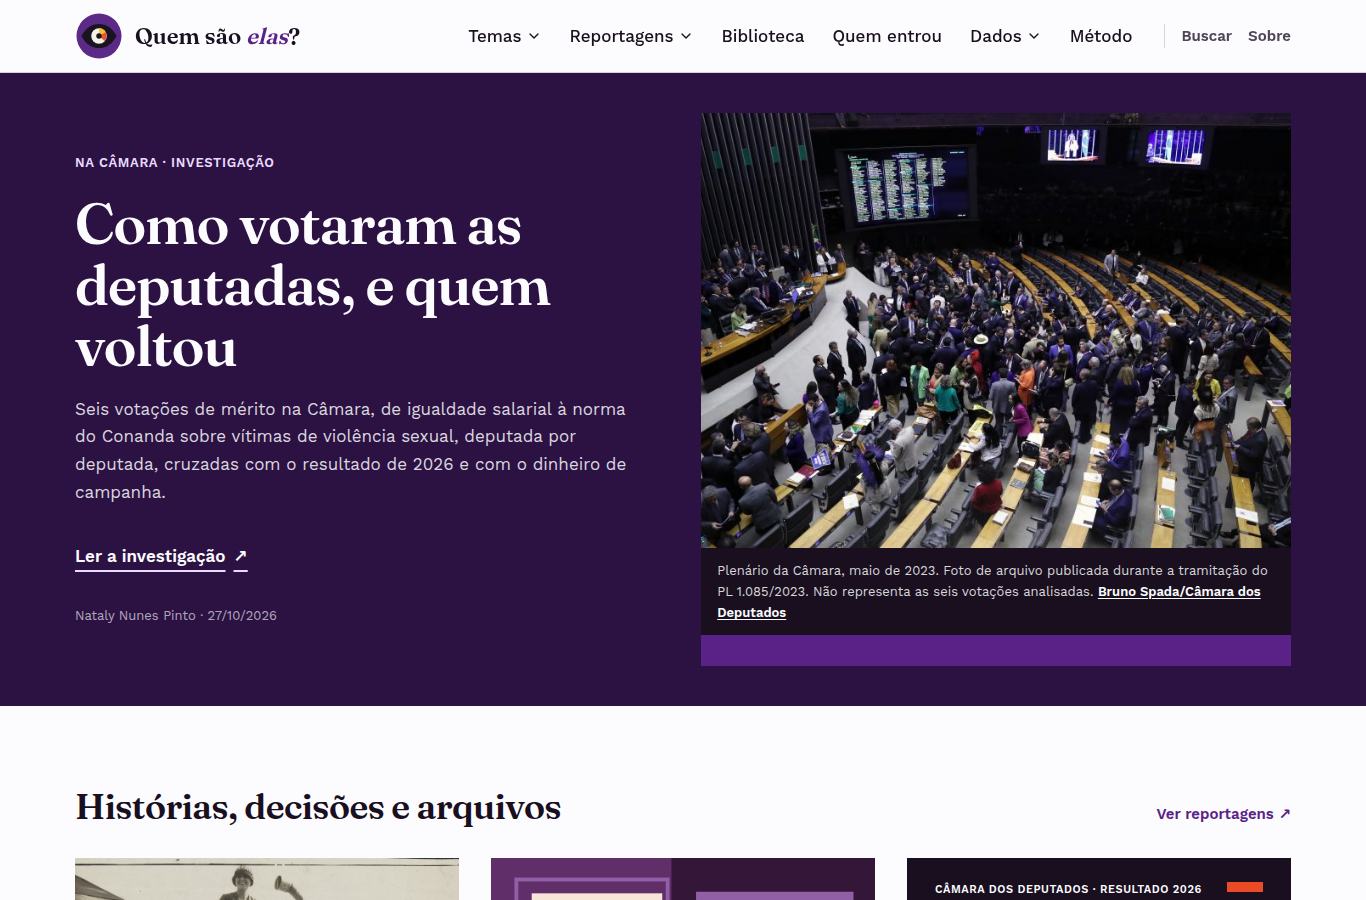 Quem são elas?
Temas
Reportagens
Biblioteca
Quem entrou
Dados
Método
Buscar
Sobre
NA CÂMARA · INVESTIGAÇÃO
Como votaram as
deputadas, e quem
voltou
Seis votações de mérito na Câmara, de igualdade salarial à norma
do Conanda sobre vítimas de violência sexual, deputada por
deputada, cruzadas com o resultado de 2026 e com o dinheiro de
campanha.
Ler a investigação ↗
Nataly Nunes Pinto · 27/10/2026
Plenário da Câmara, maio de 2023. Foto de arquivo publicada durante a tramitação do
PL 1.085/2023. Não representa as seis votações analisadas. Bruno Spada/Câmara dos
Deputados
Histórias, decisões e arquivos
Ver reportagens ↗
CÂMARA DOS DEPUTADOS · RESULTADO 2026